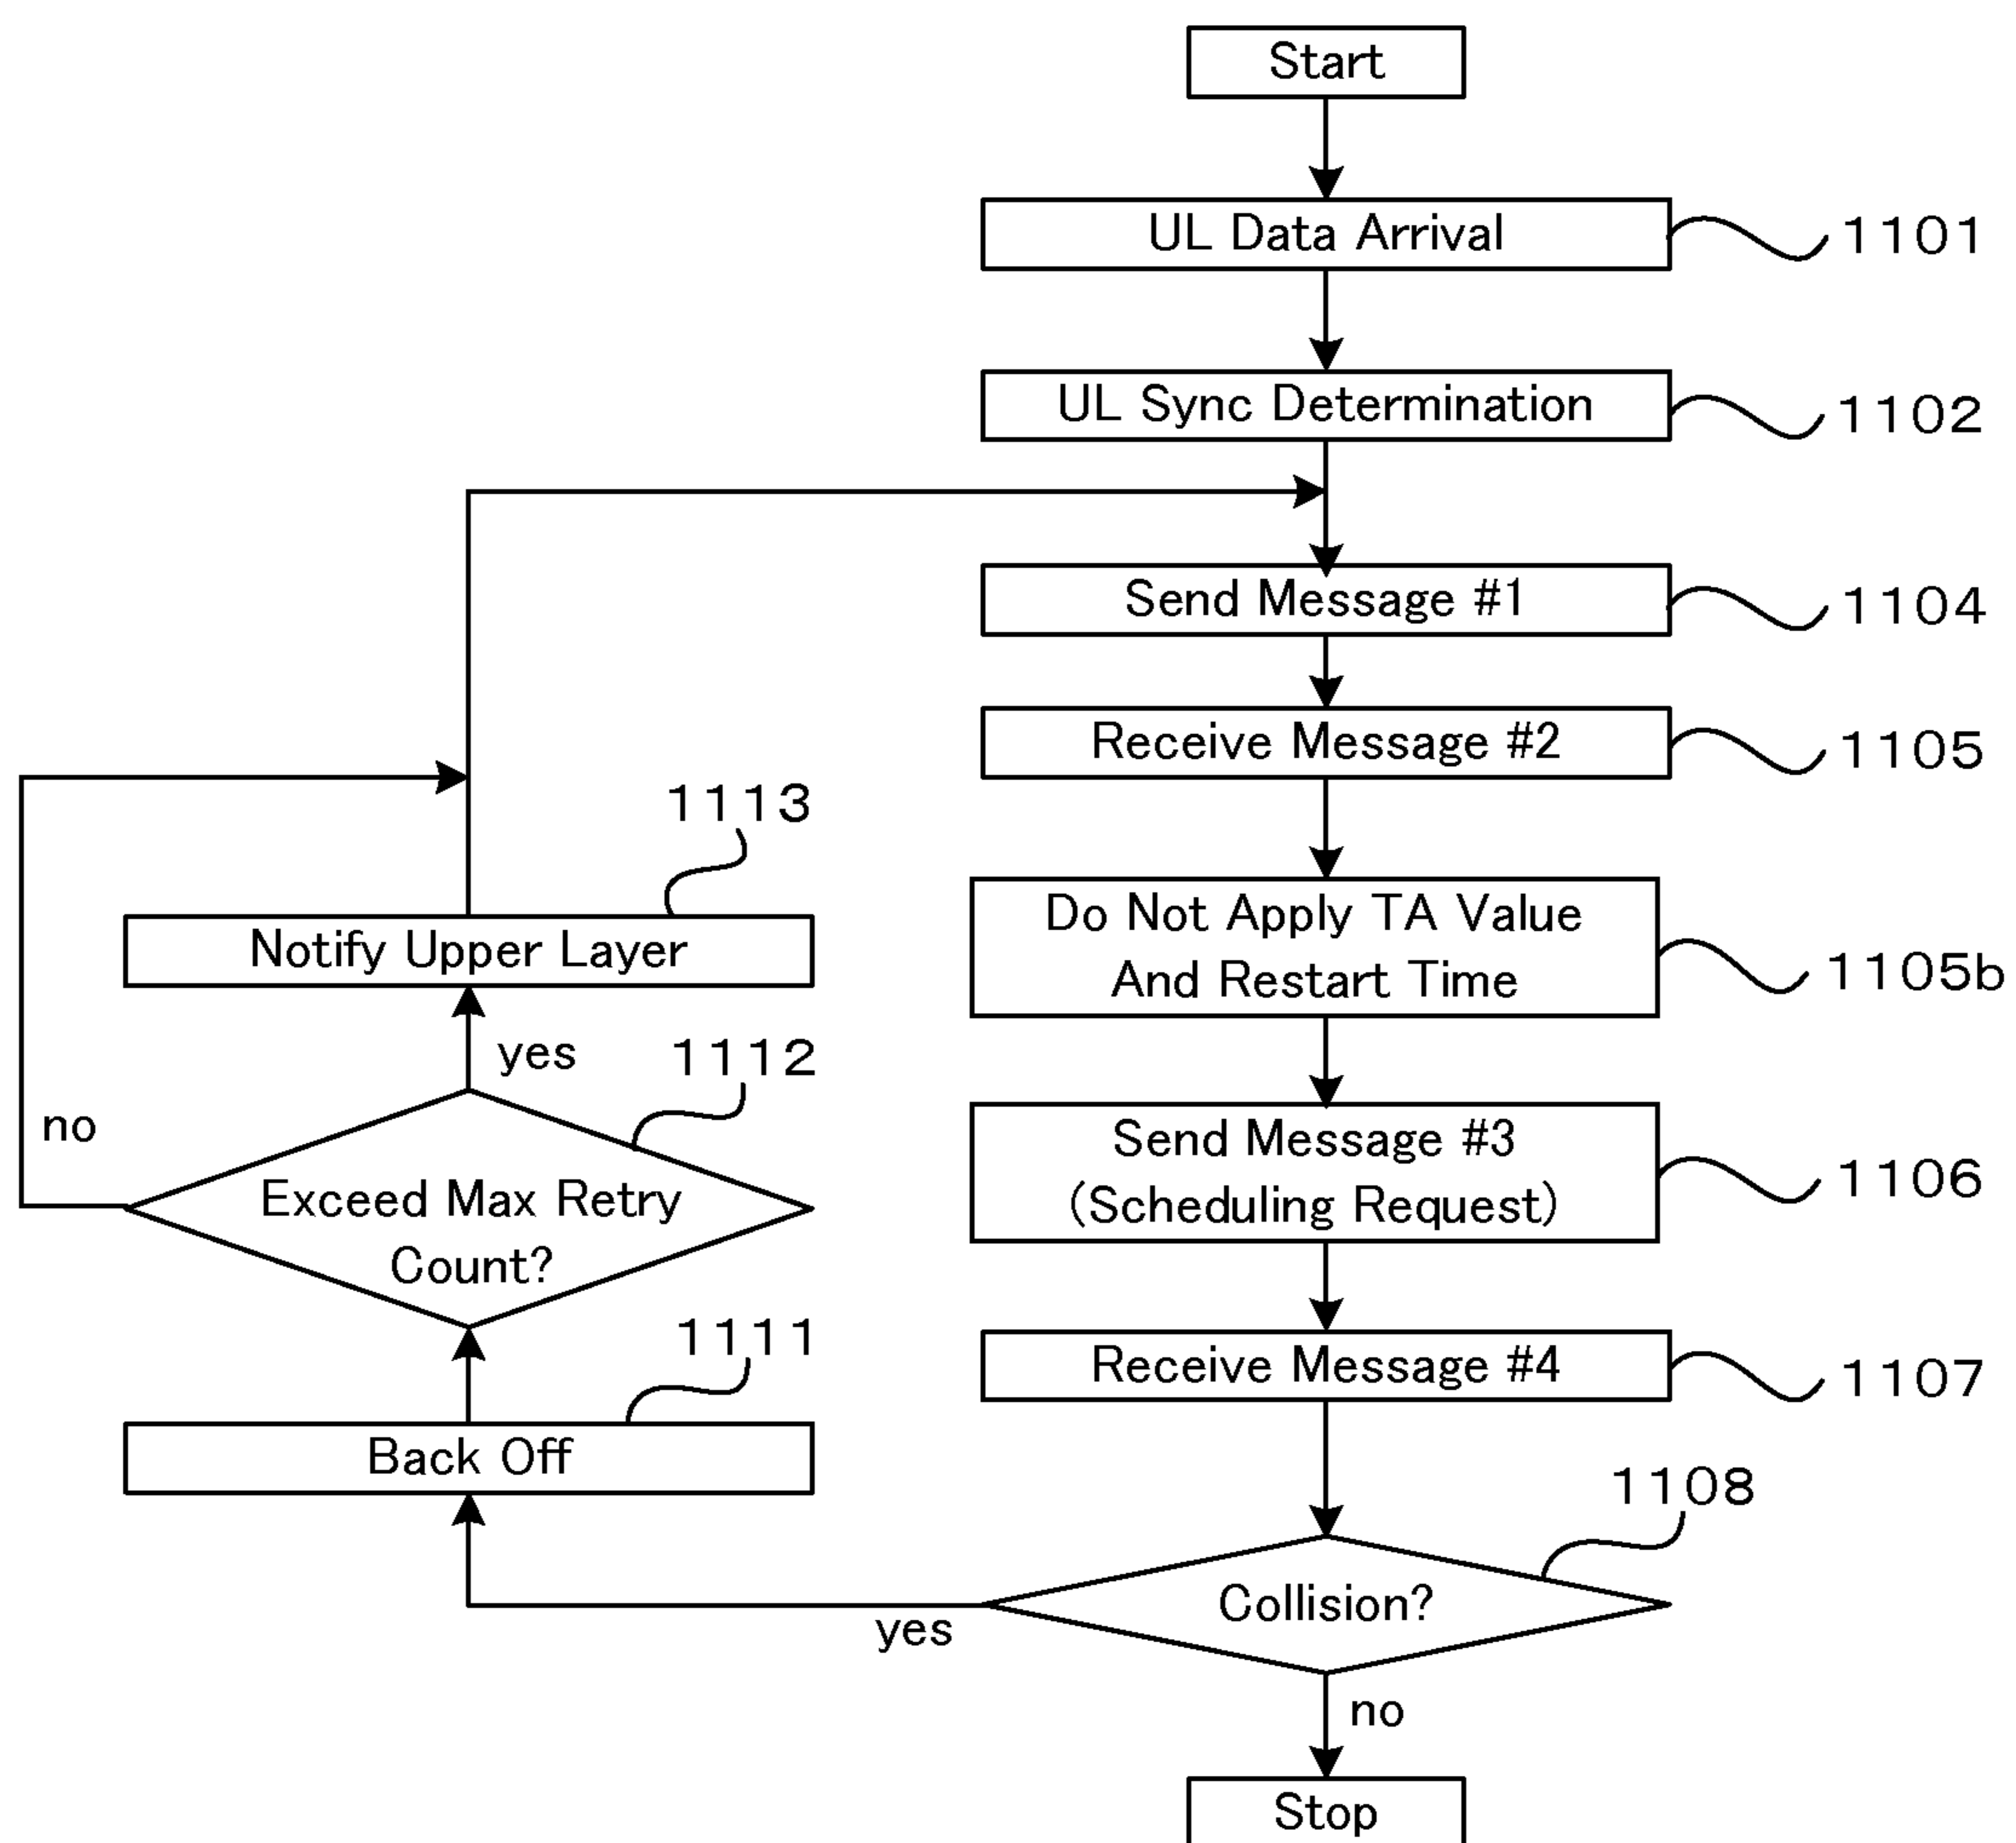 Start
UL Data Arrival
1101
UL Sync Determination
1102
Send Message #1
1104
Receive Message #2
1105
1113
Notify Upper Layer
Do Not Apply TA Value
And Restart Time
1105b
yes
1112
no
Exceed Max Retry
Count?
Send Message #3
(Scheduling Request)
1106
1111
Receive Message #4
1107
Back Off
1108
Collision?
yes
no
Stop